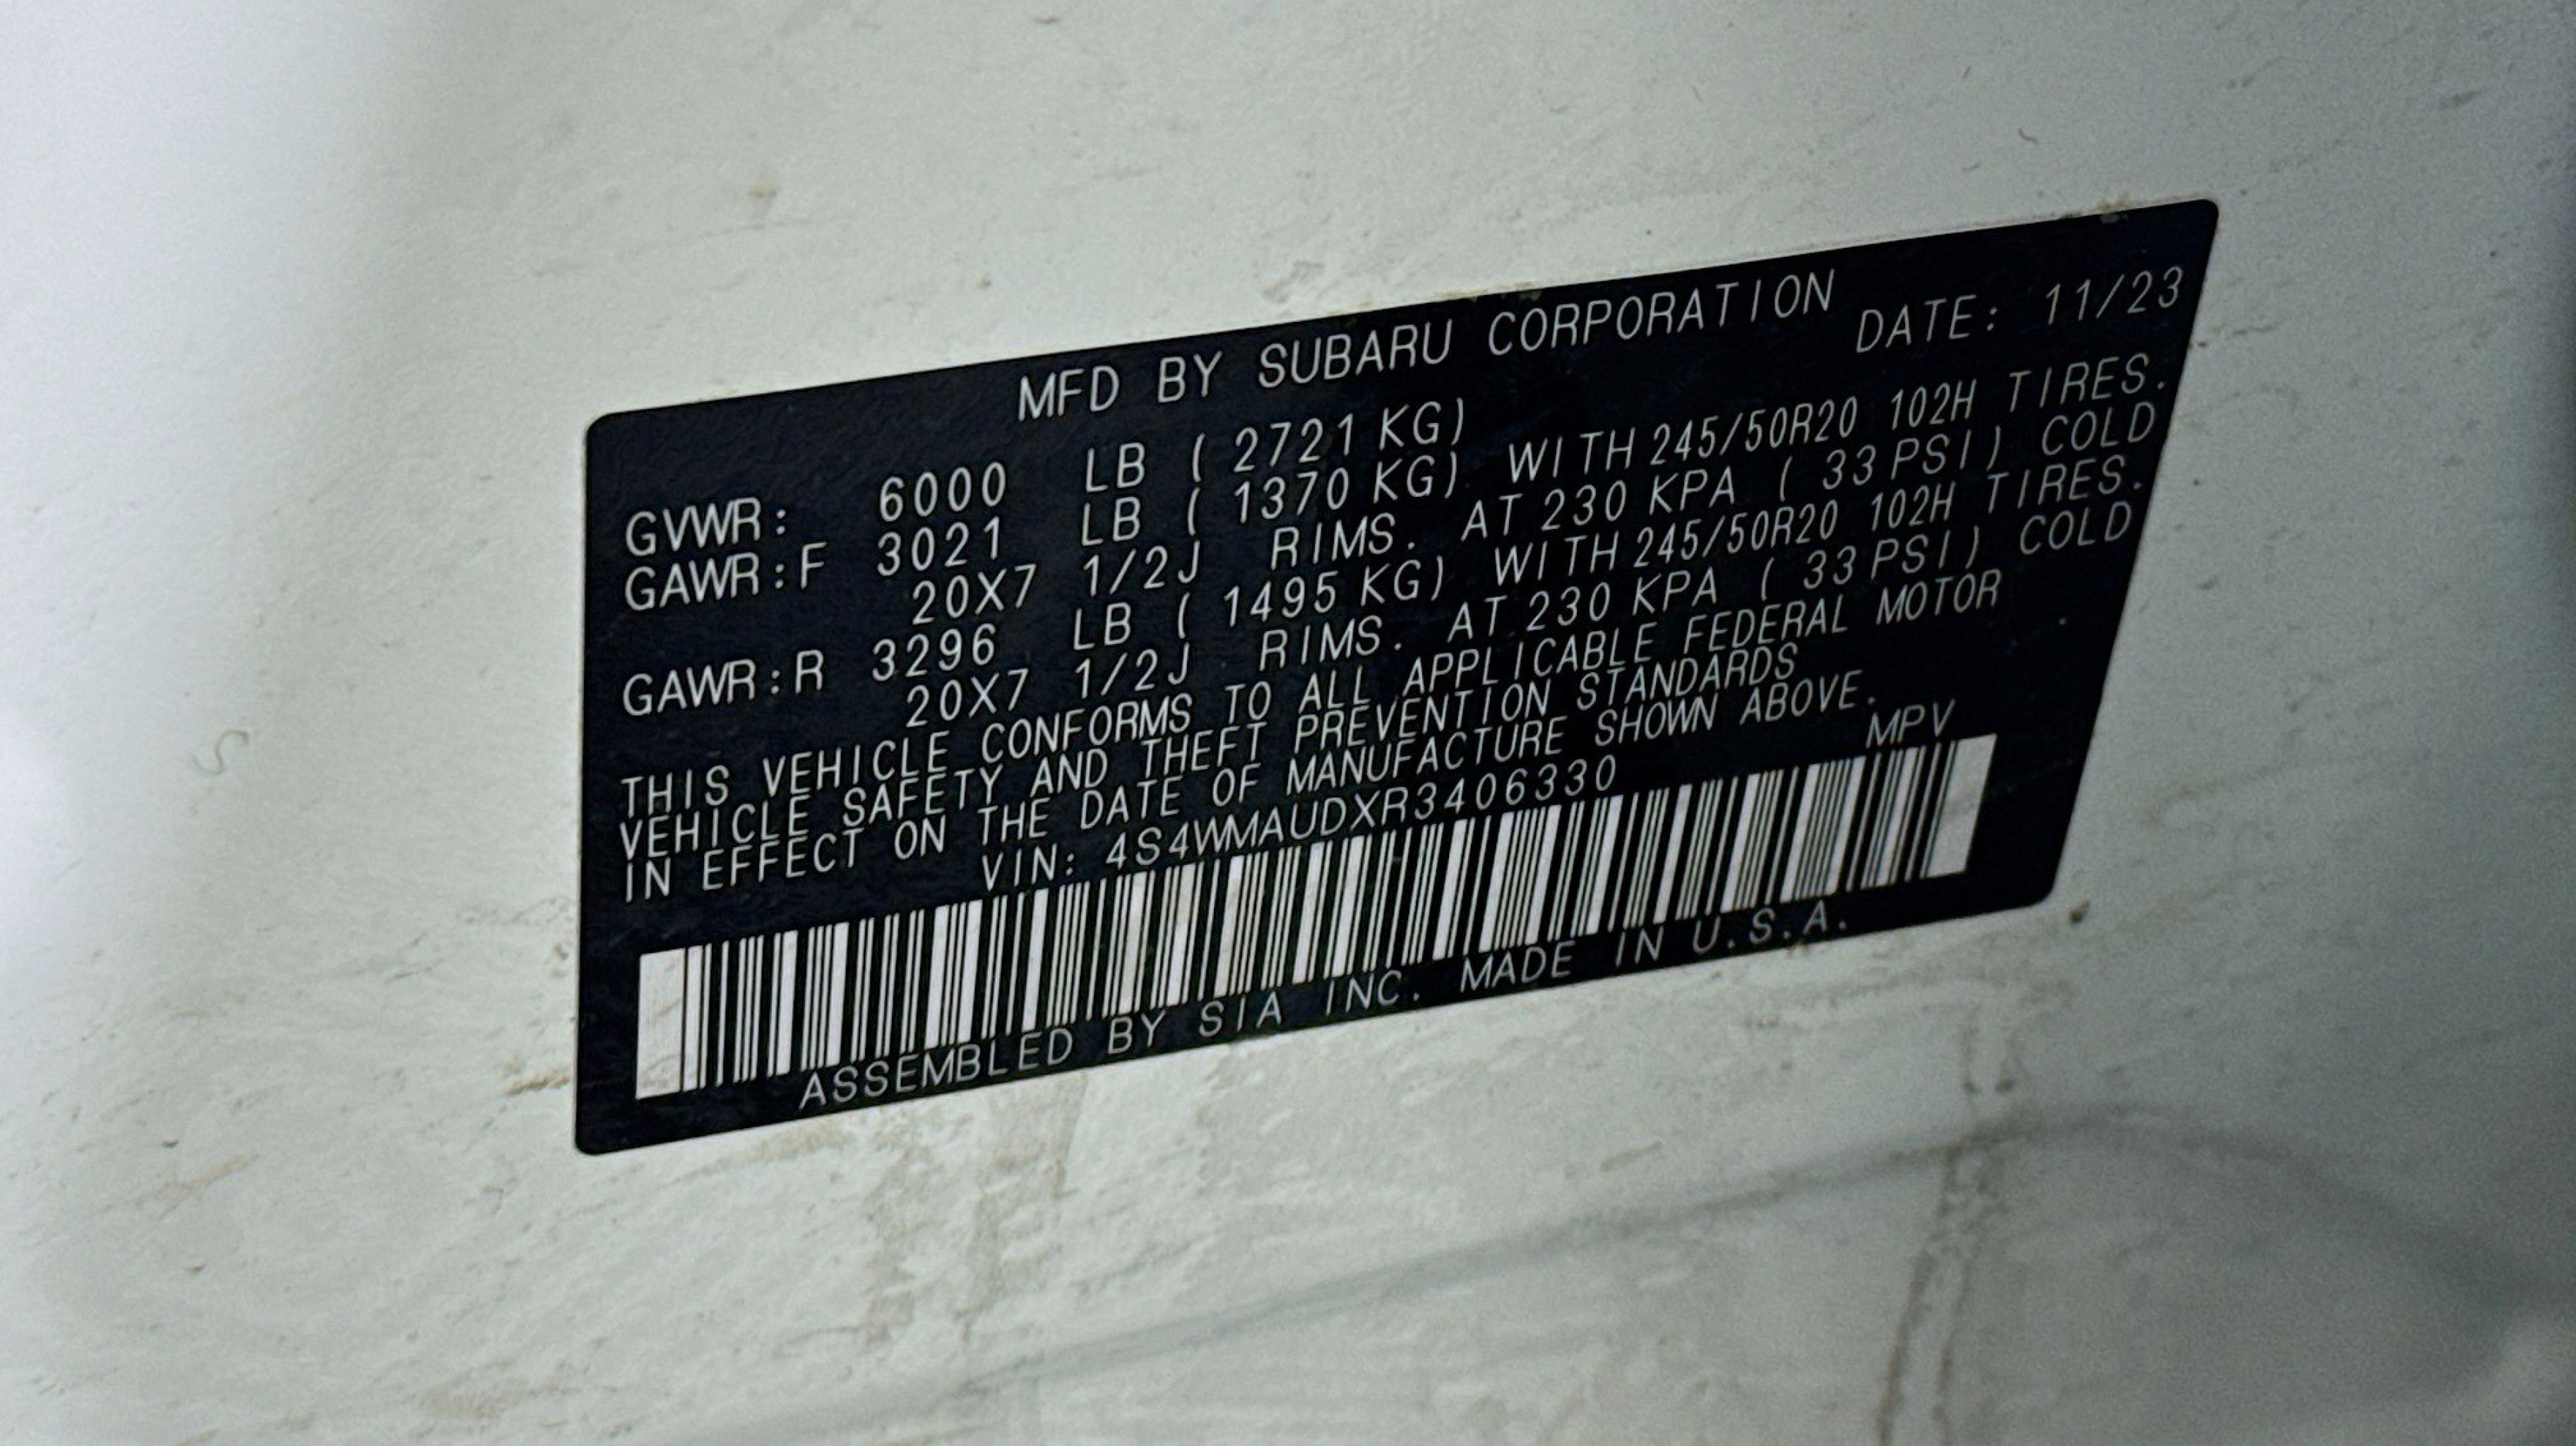 MFD BY SUBARU CORPORATION
DATE: 11/23
GVWR: 6000 LB ( 2721 KG)
GAWR:F 3021 LB ( 1370 KG) WITH 245/50R20 102H TIRES.
20X7 1/2J RIMS. AT 230 KPA ( 33 PSI) COLD
GAWR:R 3296 LB ( 1495 KG) WITH 245/50R20 102H TIRES.
20X7 1/2J RIMS. AT 230 KPA ( 33 PSI) COLD
THIS VEHICLE CONFORMS TO ALL APPLICABLE FEDERAL MOTOR
VEHICLE SAFETY AND THEFT PREVENTION STANDARDS
IN EFFECT ON THE DATE OF MANUFACTURE SHOWN ABOVE.
VIN: 4S4WMAUDXR3406330 MPV
ASSEMBLED BY SIA INC. MADE IN U.S.A.